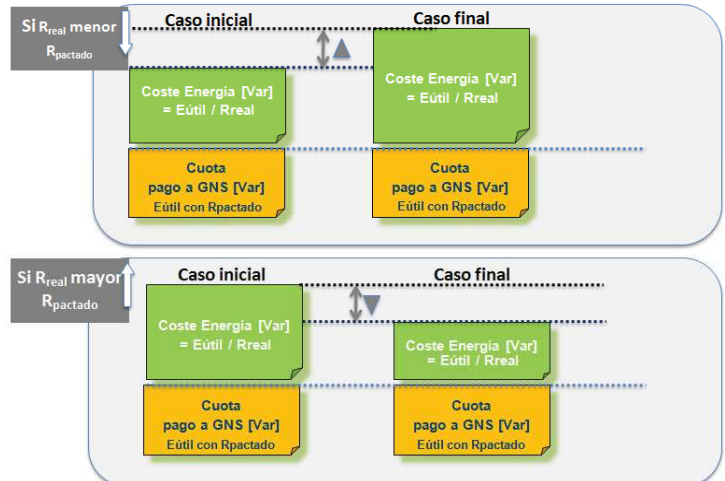 Si Rreal menor
Rpactado
Caso inicial
Caso final
Coste Energía [Var]
= Eútil / Rreal
Coste Energía [Var]
= Eútil / Rreal
Cuota
pago a GNS [Var]
Eútil con Rpactado
Cuota
pago a GNS [Var]
Eútil con Rpactado
Si Rreal mayor
Rpactado
Caso inicial
Caso final
Coste Energía [Var]
= Eútil / Rreal
Coste Energía [Var]
= Eútil / Rreal
Cuota
pago a GNS [Var]
Eútil con Rpactado
Cuota
pago a GNS [Var]
Eútil con Rpactado